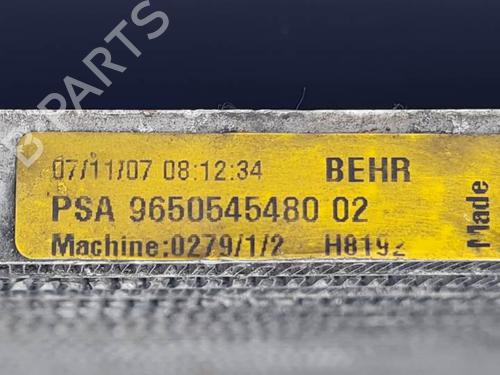 B-PARTS
07/11/07 08:12:34 BEHR
PSA 9650545480 02
Machine:0279/1/2 H8192
Made